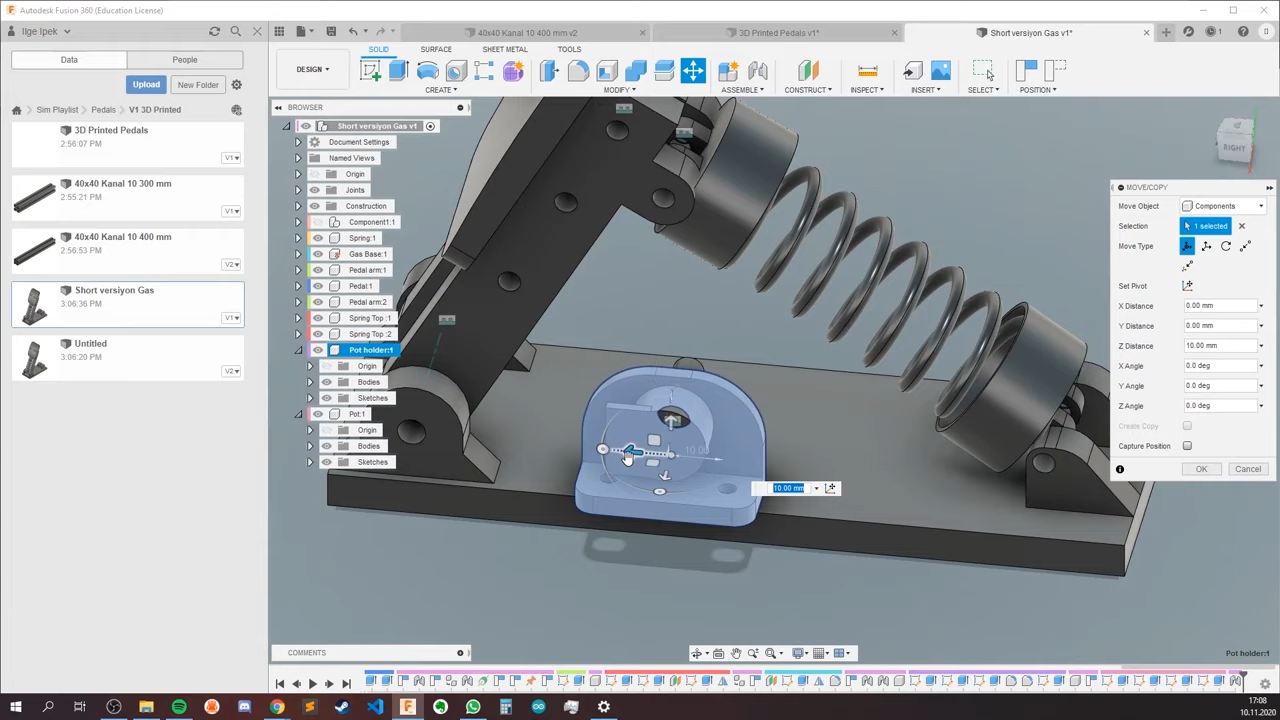 Autodesk Fusion 360 (Education License)
Ilge Ipek
40x40 Kanal 10 400 mm v2
3D Printed Pedals v1*
Short versiyon Gas v1*
1
Data
People
Upload
New Folder
Sim Playlist
Pedals
V1 3D Printed
3D Printed Pedals
2:56:07 PM
V1
40x40 Kanal 10 300 mm
2:55:21 PM
V1
40x40 Kanal 10 400 mm
2:56:53 PM
V2
Short versiyon Gas
3:06:36 PM
V1
Untitled
3:06:20 PM
V2
SOLID
SURFACE
SHEET METAL
TOOLS
DESIGN
CREATE
MODIFY
ASSEMBLE
CONSTRUCT
INSPECT
INSERT
SELECT
POSITION
BROWSER
Short versiyon Gas v1
Document Settings
Named Views
Origin
Joints
Construction
Component1:1
Spring:1
Gas Base:1
Pedal arm:1
Pedal:1
Pedal arm:2
Spring Top :1
Spring Top :2
Pot holder:1
Origin
Bodies
Sketches
Pot:1
Origin
Bodies
Sketches
RIGHT
10.00
10.00 mm
MOVE/COPY
Move Object
Components
Selection
1 selected
Move Type
Set Pivot
X Distance
0.00 mm
Y Distance
0.00 mm
Z Distance
10.00 mm
X Angle
0.0 deg
Y Angle
0.0 deg
Z Angle
0.0 deg
Create Copy
Capture Position
OK
Cancel
COMMENTS
Pot holder:1
17:08
10.11.2020